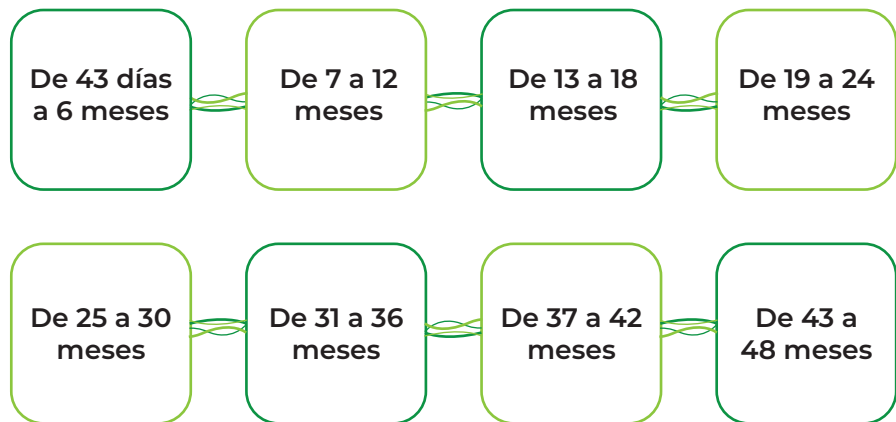 De 43 días
a 6 meses
De 7 a 12
meses
De 13 a 18
meses
De 19 a 24
meses
De 25 a 30
meses
De 31 a 36
meses
De 37 a 42
meses
De 43 a
48 meses